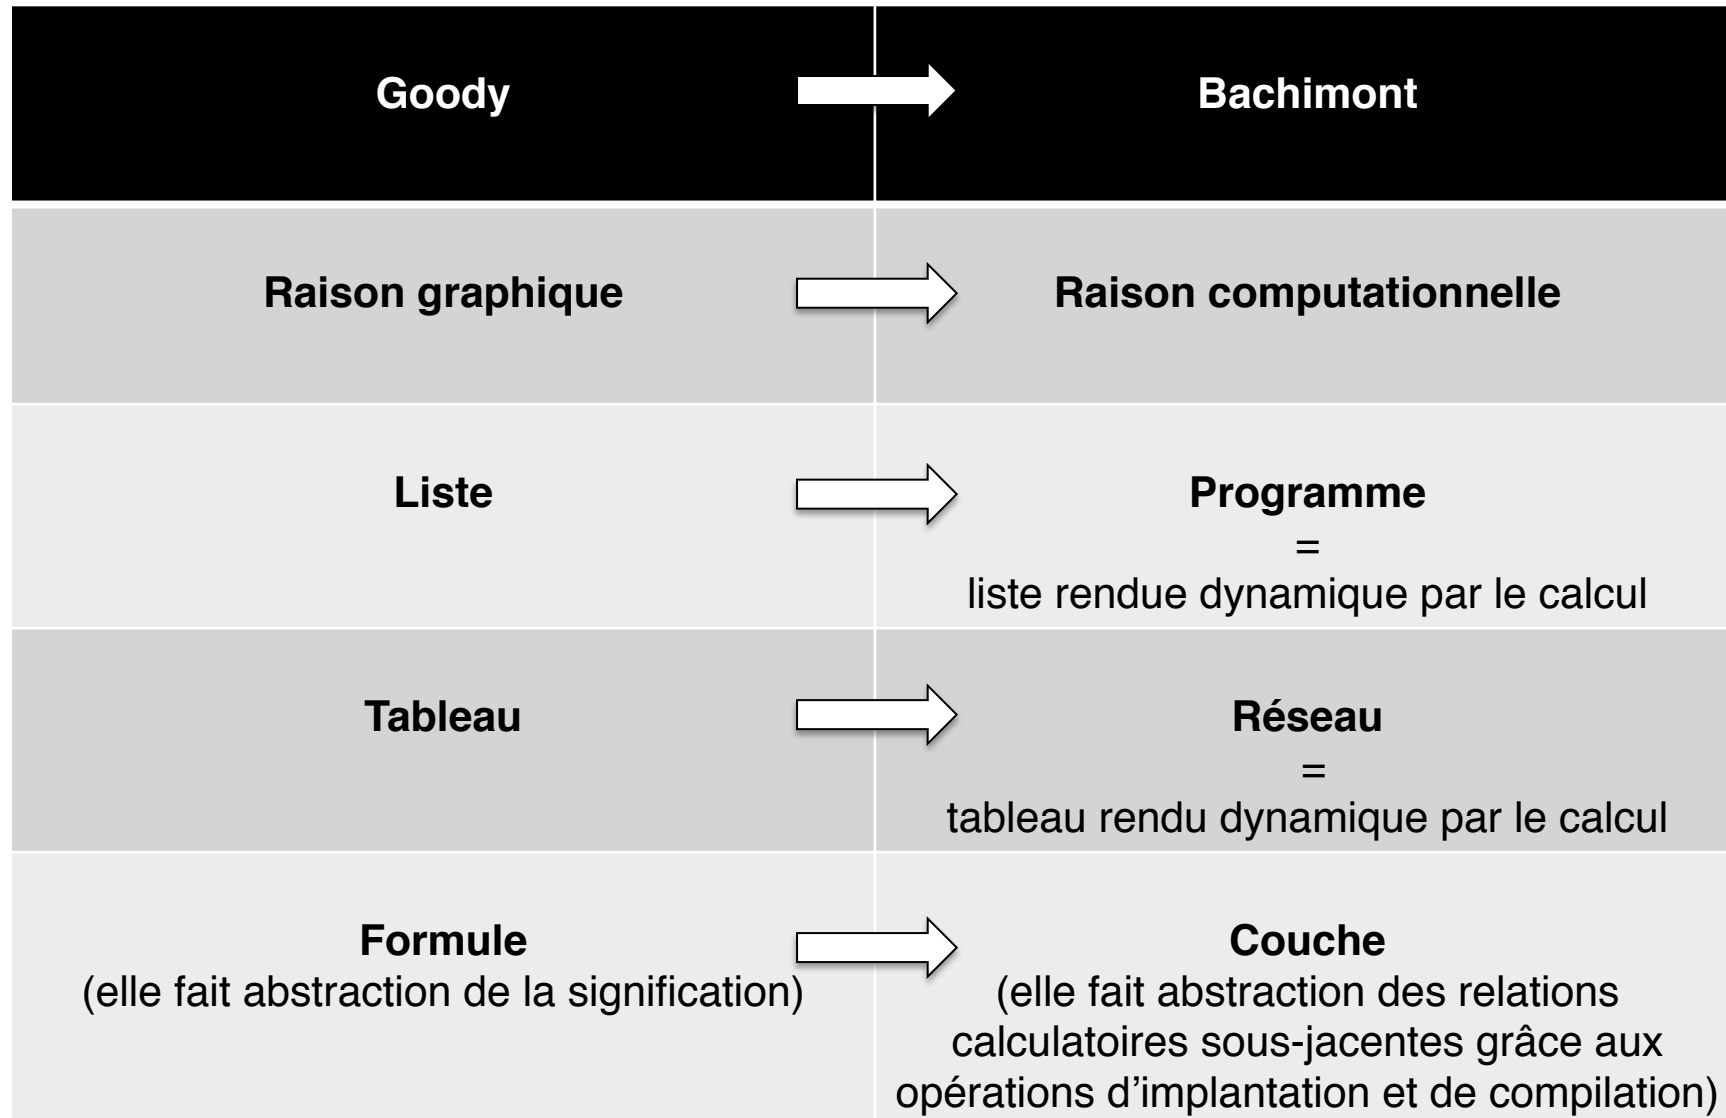 Goody
Bachimont
Raison graphique
Raison computationnelle
Liste
Programme
=
liste rendue dynamique par le calcul
Tableau
Réseau
=
tableau rendu dynamique par le calcul
Formule
(elle fait abstraction de la signification)
Couche
(elle fait abstraction des relations
calculatoires sous-jacentes grâce aux
opérations d’implantation et de compilation)